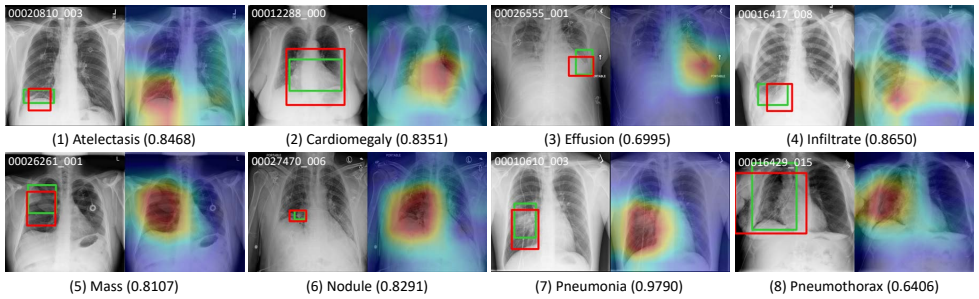 00020810_003
00012288_000
00026555_001
00016417_008
(1) Atelectasis (0.8468)
(2) Cardiomegaly (0.8351)
(3) Effusion (0.6995)
(4) Infiltrate (0.8650)
00026261_001
00027470_006
00010610_003
00016429_015
(5) Mass (0.8107)
(6) Nodule (0.8291)
(7) Pneumonia (0.9790)
(8) Pneumothorax (0.6406)